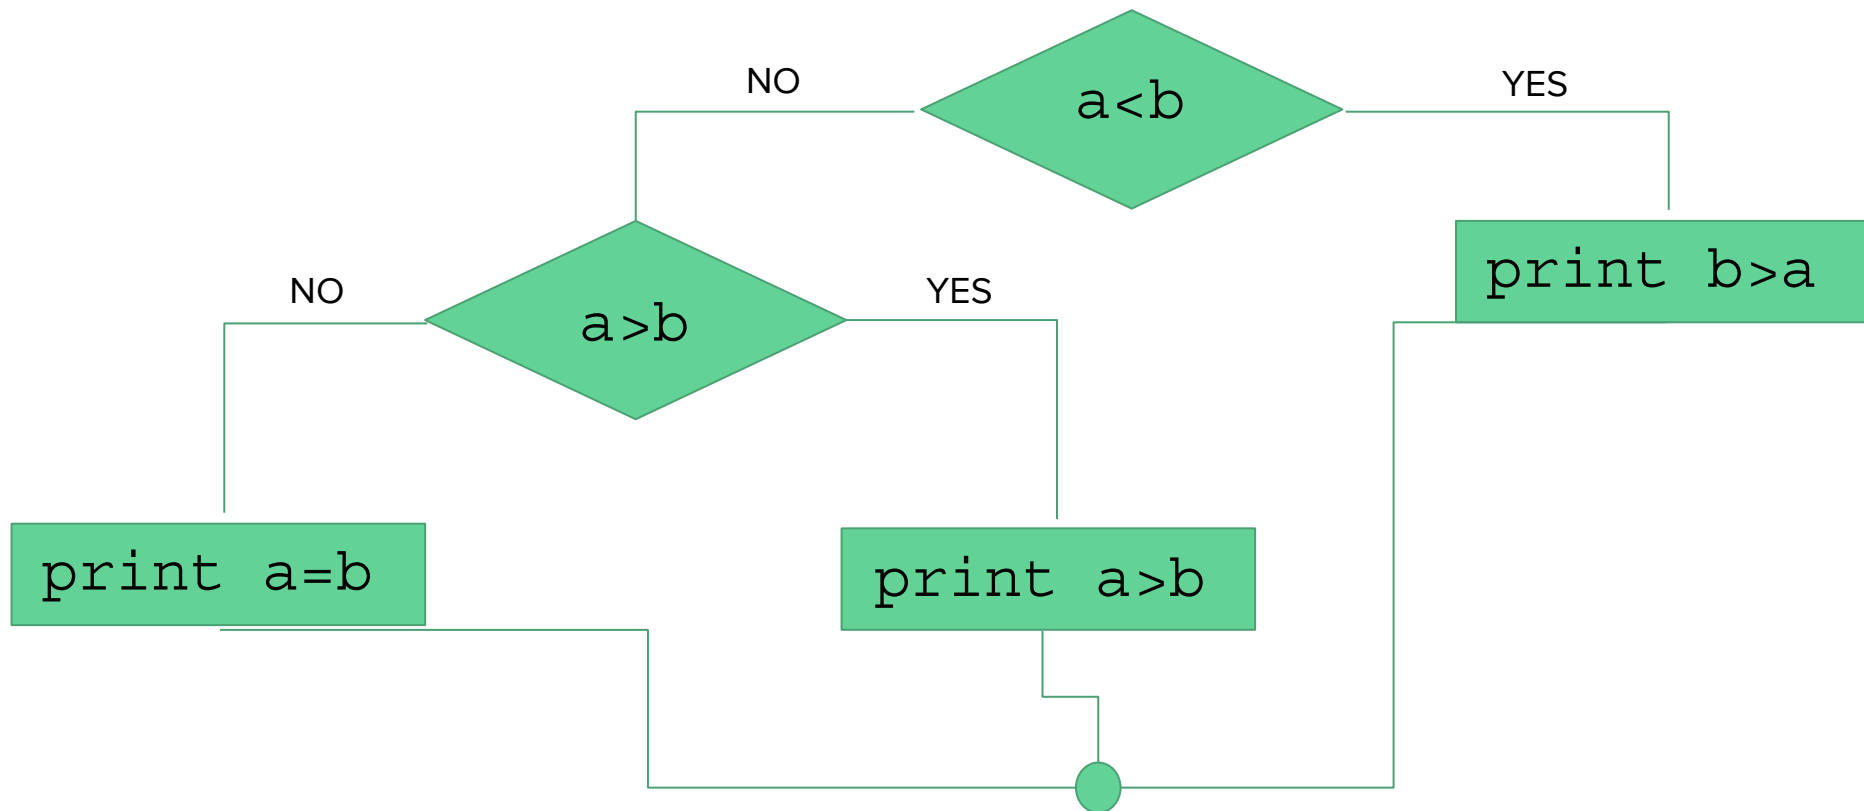 NO
a<b
YES
NO
a>b
YES
print b>a
print a=b
print a>b